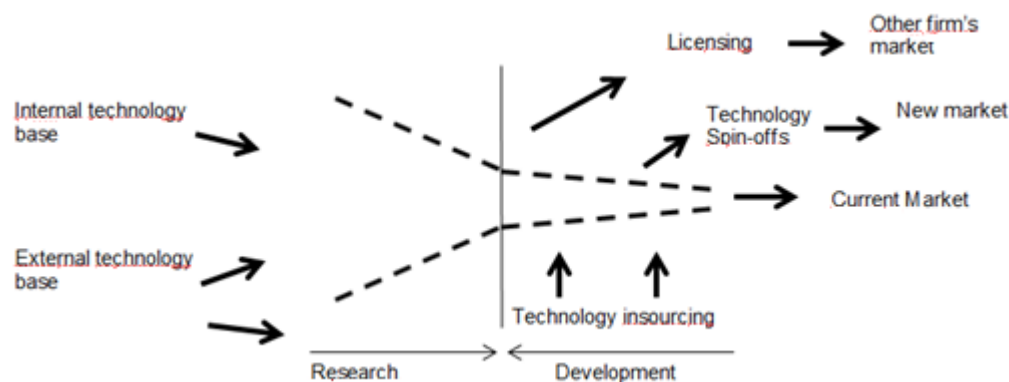 Licensing
Other firm's
market
Internal technology
base
Technology
Spin-offs
New market
Current Market
External technology
base
Technology insourcing
Research
Development